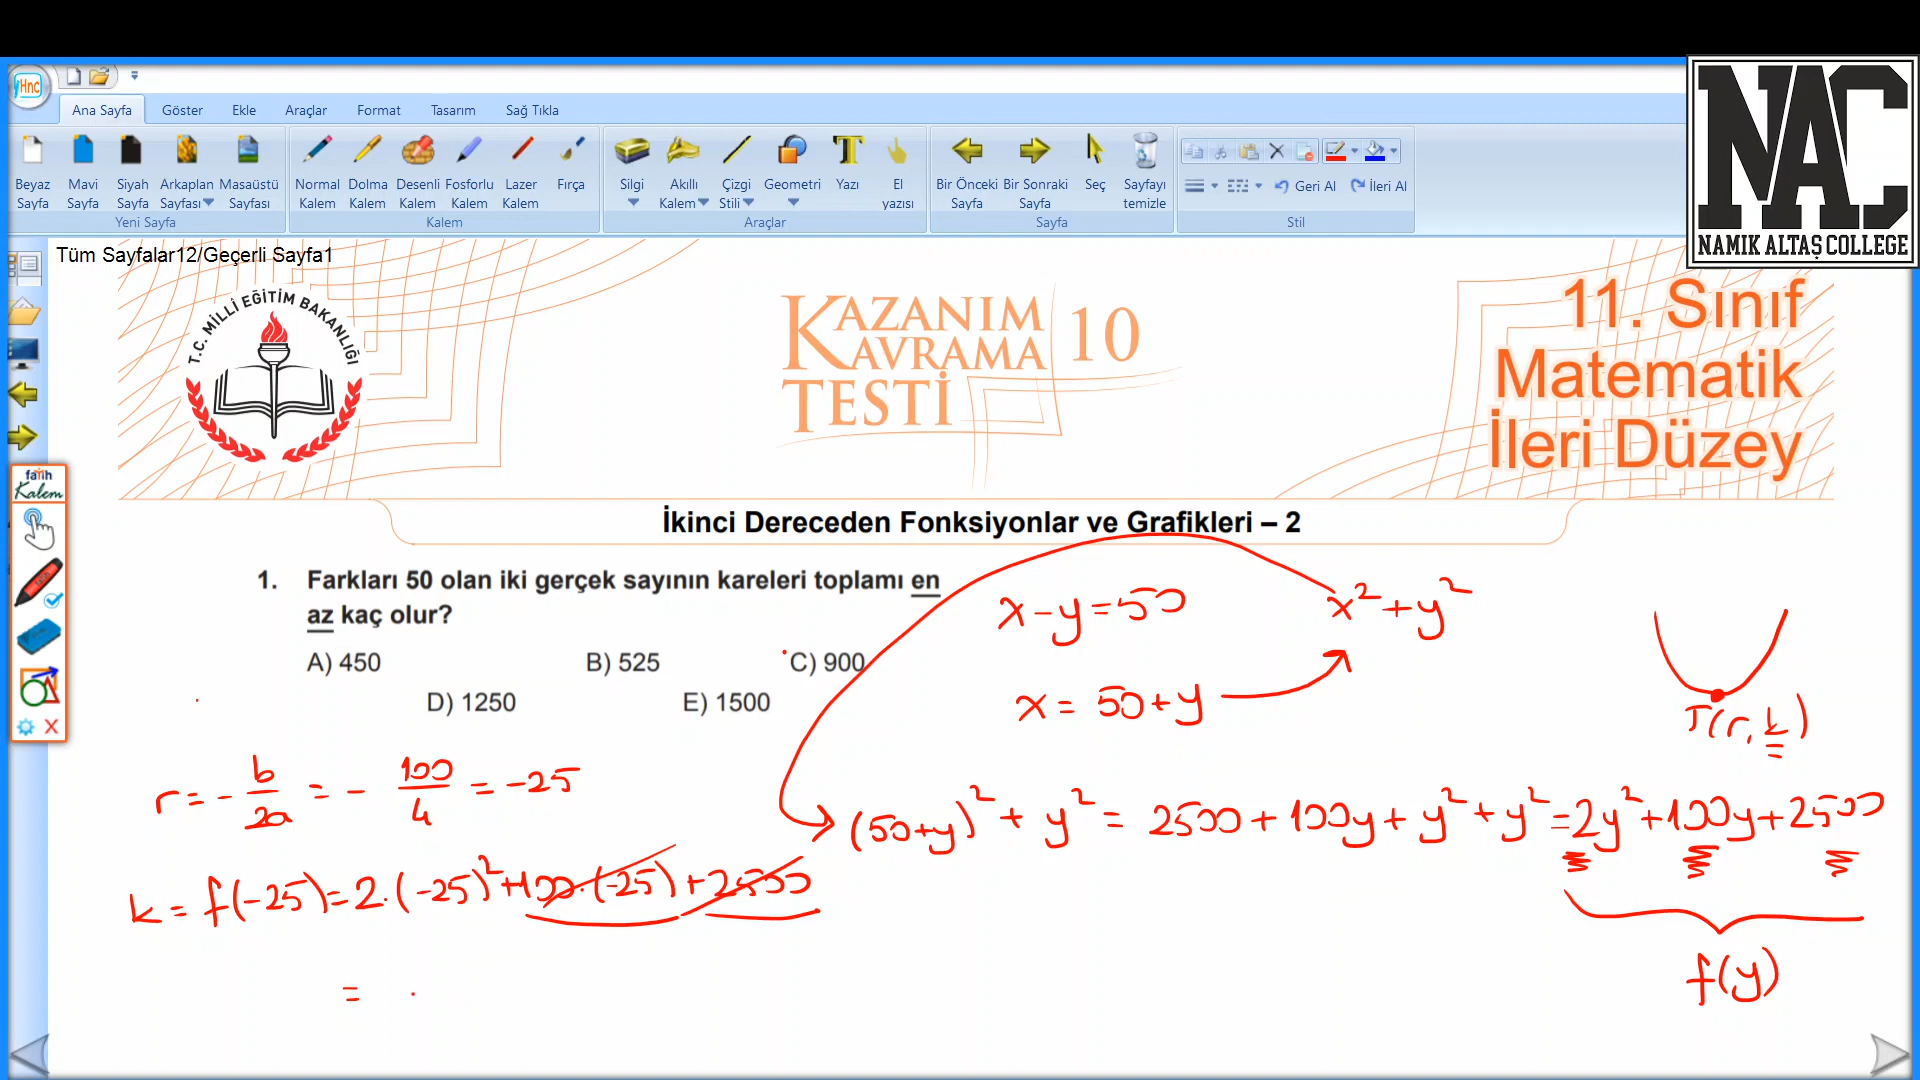 Ana Sayfa Göster Ekle Araçlar Format Tasarım Sağ Tıkla
Beyaz Sayfa Mavi Sayfa Siyah Sayfa Arkaplan Sayfası Masaüstü Sayfası
Yeni Sayfa
Normal Kalem Dolma Kalem Desenli Kalem Fosforlu Kalem Lazer Kalem Fırça
Kalem
Silgi Akıllı Kalem Çizgi Stili Geometri Yazı El yazısı
Araçlar
Bir Önceki Sayfa Bir Sonraki Sayfa Seç Sayfayı temizle
Sayfa
Geri Al İleri Al
Stil
NAC
NAMIK ALTAŞ COLLEGE
Tüm Sayfalar12/Geçerli Sayfa1
T.C. MİLLİ EĞİTİM BAKANLIĞI
KAZANIM
KAVRAMA
TESTİ
10
11. Sınıf
Matematik
İleri Düzey
fatih
Kalem
İkinci Dereceden Fonksiyonlar ve Grafikleri – 2
1. Farkları 50 olan iki gerçek sayının kareleri toplamı en
az kaç olur?
A) 450 B) 525 C) 900
D) 1250 E) 1500
x-y=50 x²+y²
x= 50+y
T(r,k)
r=-b/2a = -100/4 = -25
(50+y)²+y²= 2500+100y+y²+y²=2y²+100y+2500
k=f(-25)=2.(-25)²+100.(-25)+2500
f(y)
=